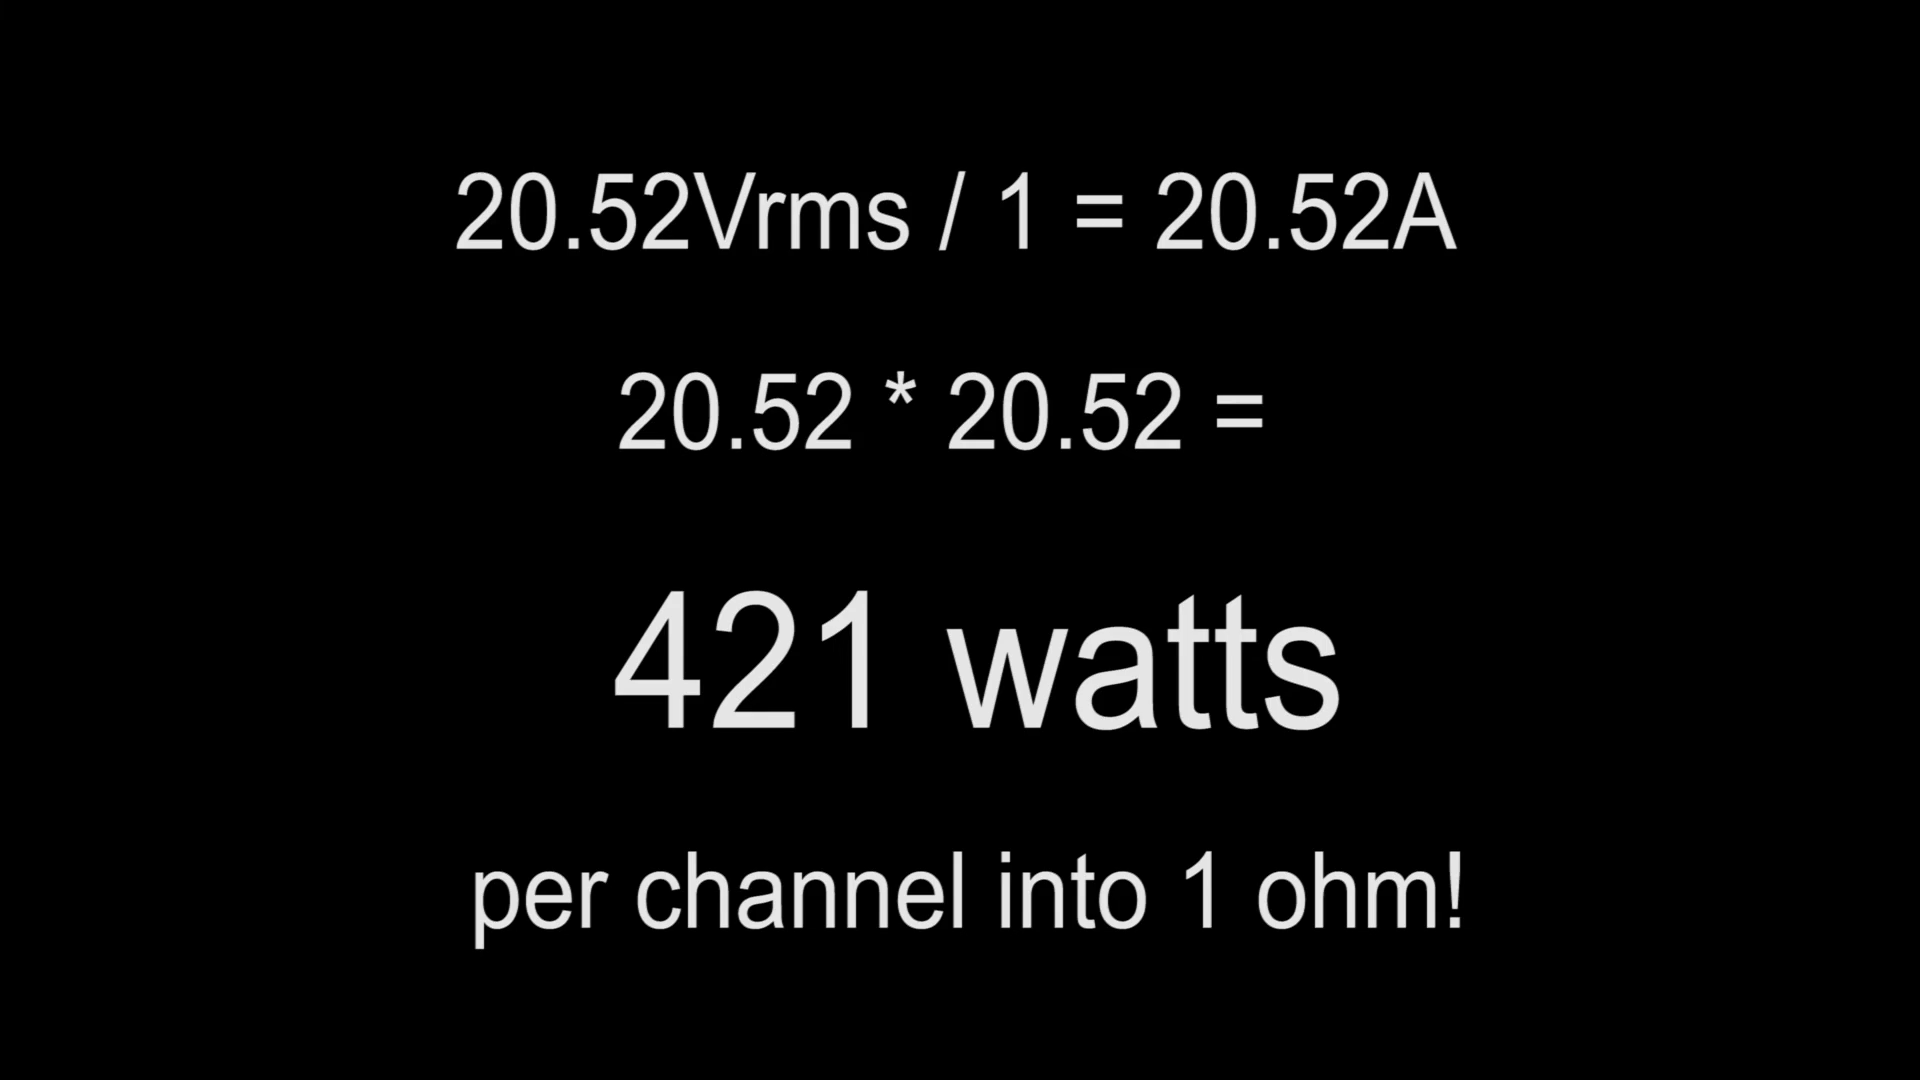 20.52Vrms / 1 = 20.52A
20.52 * 20.52 =
421 watts
per channel into 1 ohm!